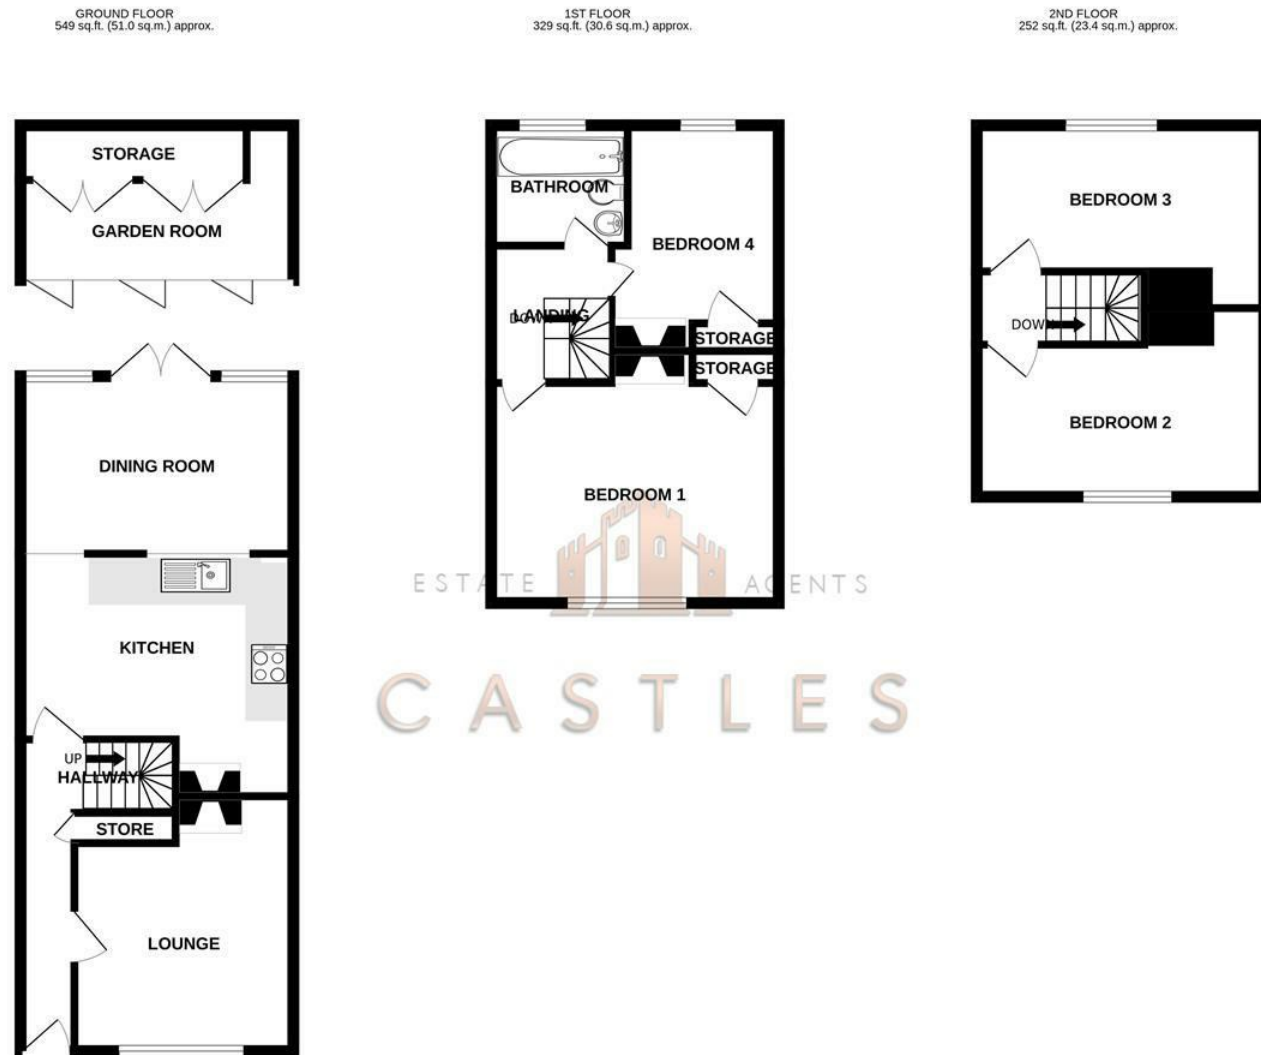 GROUND FLOOR
549 sq.ft. (51.0 sq.m.) approx.
1ST FLOOR
329 sq.ft. (30.6 sq.m.) approx.
2ND FLOOR
252 sq.ft. (23.4 sq.m.) approx.
STORAGE
GARDEN ROOM
DINING ROOM
KITCHEN
UP
HALLWAY
STORE
LOUNGE
BATHROOM
BEDROOM 4
LANDING
DOWN
STORAGE
STORAGE
BEDROOM 1
BEDROOM 3
DOWN
BEDROOM 2
ESTATE AGENTS
CASTLES